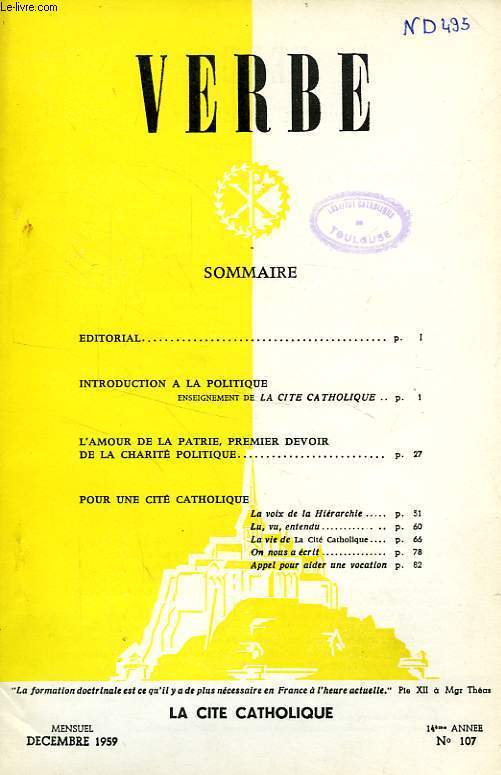 Le-livre.com
ND 495
VERBE
INSTITUT CATHOLIQUE
DE
TOULOUSE
SOMMAIRE
EDITORIAL ........................................ p. I
INTRODUCTION A LA POLITIQUE
ENSEIGNEMENT DE LA CITE CATHOLIQUE .. p. 1
L'AMOUR DE LA PATRIE, PREMIER DEVOIR
DE LA CHARITÉ POLITIQUE ........................ p. 27
POUR UNE CITÉ CATHOLIQUE
La voix de la Hiérarchie ..... p. 51
Lu, vu, entendu ............ p. 60
La vie de La Cité Catholique .... p. 66
On nous a écrit .............. p. 78
Appel pour aider une vocation p. 82
"La formation doctrinale est ce qu'il y a de plus nécessaire en France à l'heure actuelle." Pie XII à Mgr Théas
LA CITE CATHOLIQUE
MENSUEL 14ème ANNEE
DECEMBRE 1959 No 107